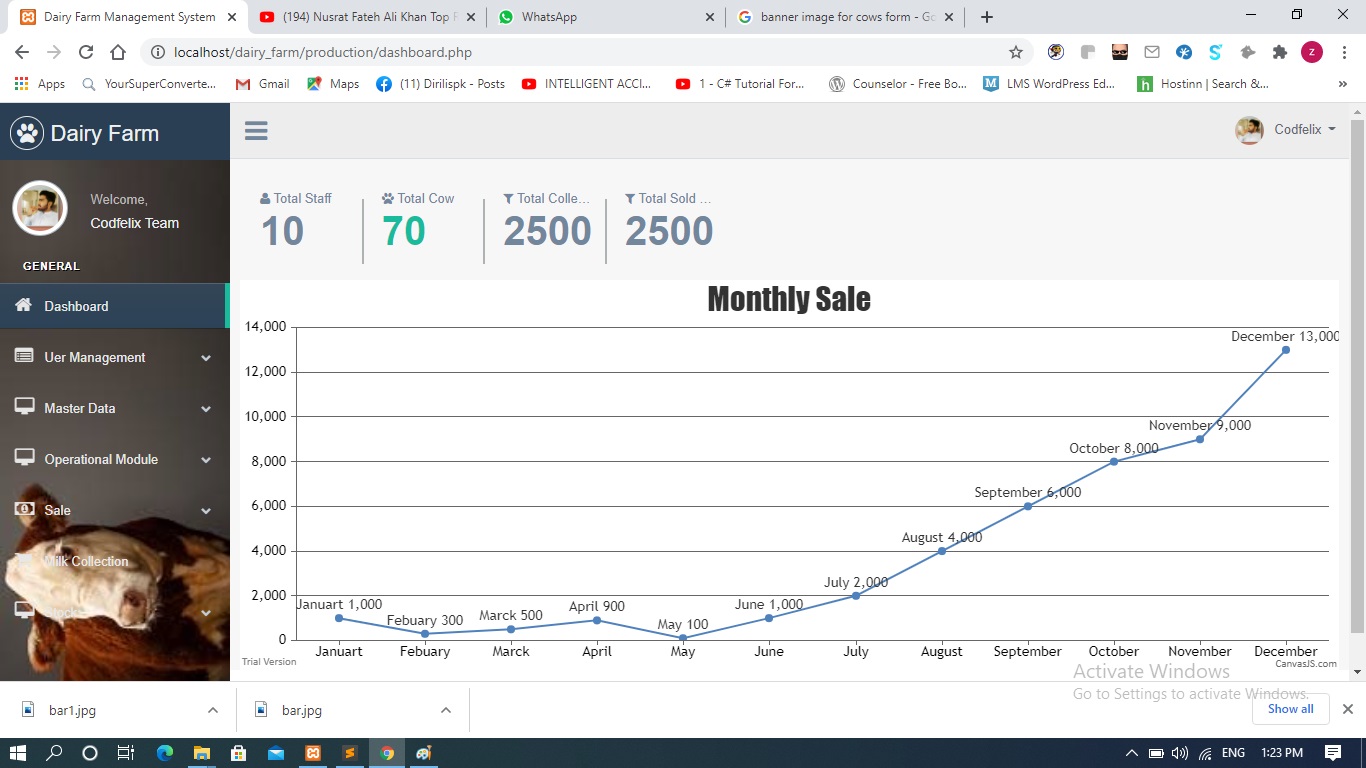 Dairy Farm Management System
(194) Nusrat Fateh Ali Khan Top
WhatsApp
banner image for cows form - Go
localhost/dairy_farm/production/dashboard.php
z
Apps
YourSuperConverte...
Gmail
Maps
(11) Dirilispk - Posts
INTELLIGENT ACCI...
1 - C# Tutorial For...
Counselor - Free Bo...
LMS WordPress Ed...
Hostinn | Search &...
»
Dairy Farm
Codfelix
Welcome,
Codfelix Team
GENERAL
Dashboard
Uer Management
Master Data
Operational Module
Sale
Milk Collection
Stock
Total Staff
10
Total Cow
70
Total Colle...
2500
Total Sold ...
2500
Monthly Sale
14,000
12,000
10,000
8,000
6,000
4,000
2,000
0
Januart 1,000
Febuary 300
Marck 500
April 900
May 100
June 1,000
July 2,000
August 4,000
September 6,000
October 8,000
November 9,000
December 13,000
Januart
Febuary
Marck
April
May
June
July
August
September
October
November
December
Trial Version
CanvasJS.com
Activate Windows
Go to Settings to activate Windows.
bar1.jpg
bar.jpg
Show all
ENG
1:23 PM